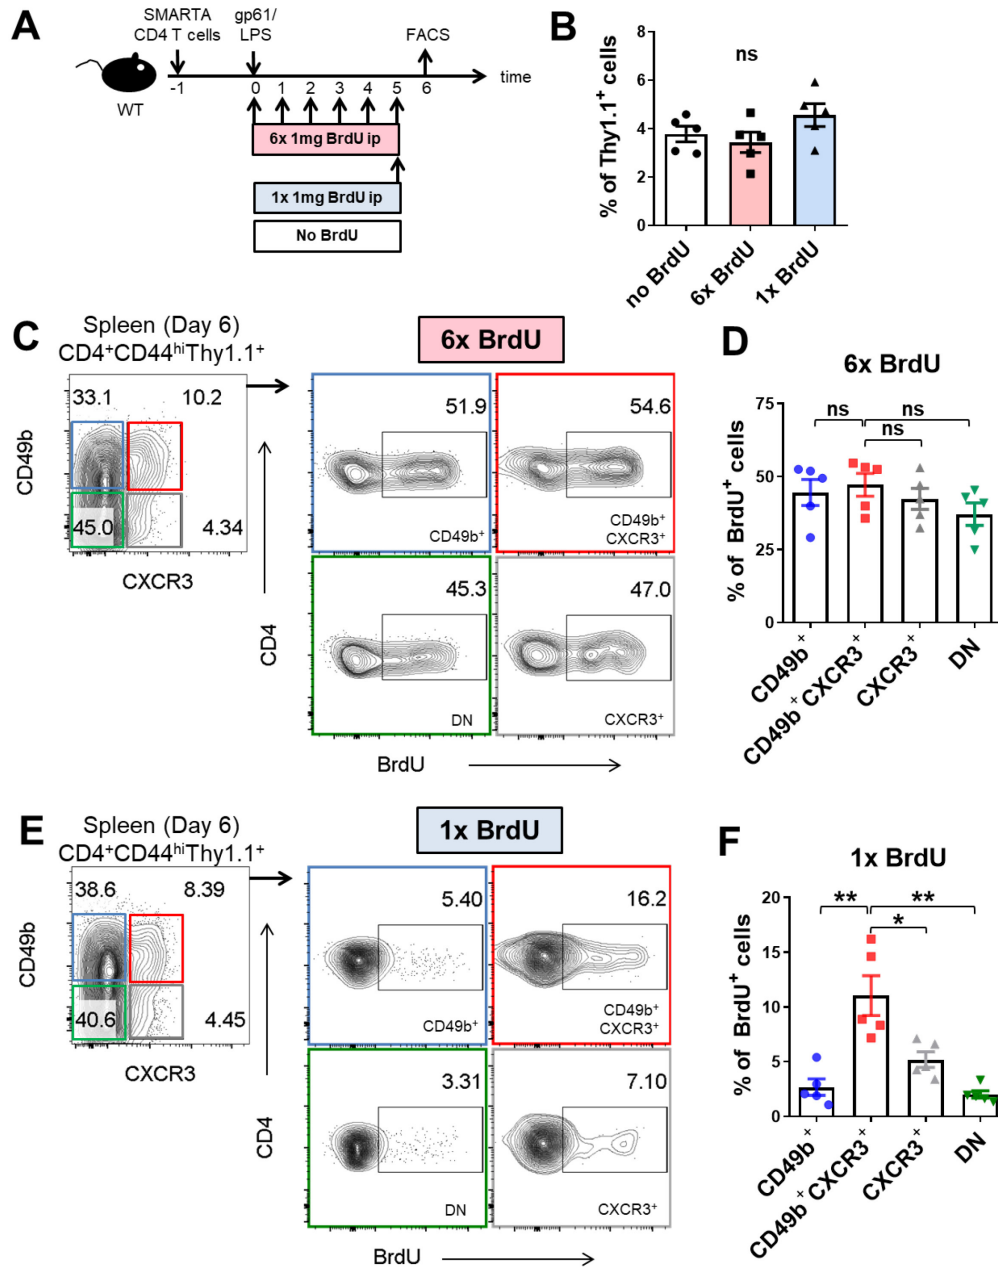 A
SMARTA
CD4 T cells
gp61/
LPS
FACS
time
WT
-1
0
1
2
3
4
5
6
6x 1mg BrdU ip
1x 1mg BrdU ip
No BrdU
B
% of Thy1.1+ cells
8
6
4
2
0
ns
no BrdU
6x BrdU
1x BrdU
C
Spleen (Day 6)
CD4+CD44hiThy1.1+
33.1
10.2
45.0
4.34
CD49b
CXCR3
6x BrdU
51.9
CD49b+
54.6
CD49b+
CXCR3+
45.3
DN
47.0
CXCR3+
CD4
BrdU
D
6x BrdU
% of BrdU+ cells
75
50
25
0
ns
ns
ns
CD49b+
CD49b+ CXCR3+
CXCR3+
DN
E
Spleen (Day 6)
CD4+CD44hiThy1.1+
38.6
8.39
40.6
4.45
CD49b
CXCR3
1x BrdU
5.40
CD49b+
16.2
CD49b+
CXCR3+
3.31
DN
7.10
CXCR3+
CD4
BrdU
F
1x BrdU
% of BrdU+ cells
20
15
10
5
0
**
**
*
CD49b+
CD49b+ CXCR3+
CXCR3+
DN